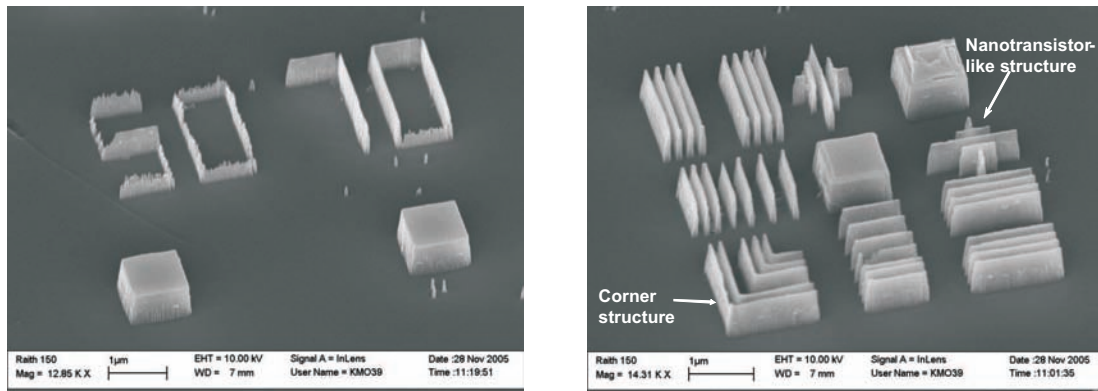 50 70
Raith 150
1µm
EHT = 10.00 kV
Signal A = InLens
Date :28 Nov 2005
Mag = 12.85 K X
WD = 7 mm
User Name = KMO39
Time :11:19:51
Nanotransistor-
like structure
Corner
structure
Raith 150
1µm
EHT = 10.00 kV
Signal A = InLens
Date :28 Nov 2005
Mag = 14.31 K X
WD = 7 mm
User Name = KMO39
Time :11:01:35